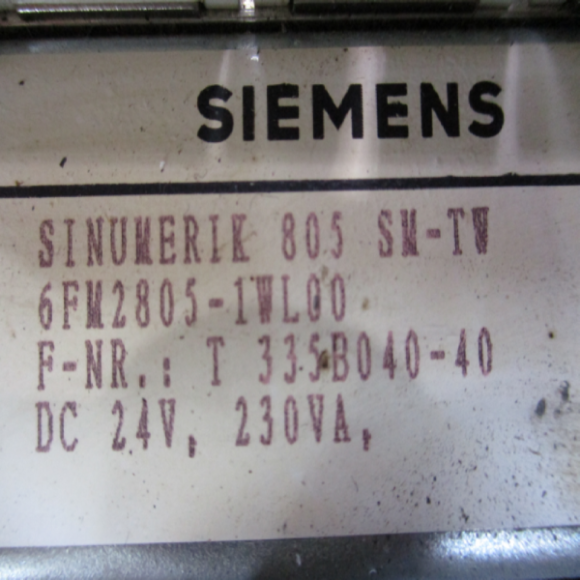 SIEMENS
SINUMERIK 805 SM-TW
6FM2805-1WL00
F-NR.: T 335B040-40
DC 24V, 230VA,